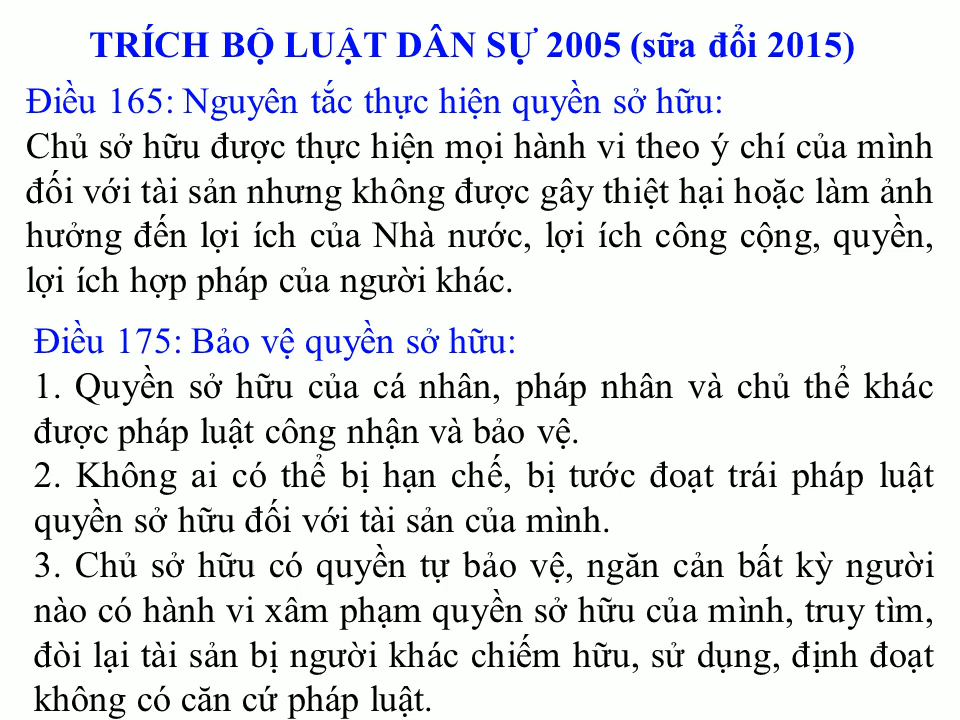 TRÍCH BỘ LUẬT DÂN SỰ 2005 (sữa đổi 2015)
Điều 165: Nguyên tắc thực hiện quyền sở hữu:
Chủ sở hữu được thực hiện mọi hành vi theo ý chí của mình
đối với tài sản nhưng không được gây thiệt hại hoặc làm ảnh
hưởng đến lợi ích của Nhà nước, lợi ích công cộng, quyền,
lợi ích hợp pháp của người khác.
Điều 175: Bảo vệ quyền sở hữu:
1. Quyền sở hữu của cá nhân, pháp nhân và chủ thể khác
được pháp luật công nhận và bảo vệ.
2. Không ai có thể bị hạn chế, bị tước đoạt trái pháp luật
quyền sở hữu đối với tài sản của mình.
3. Chủ sở hữu có quyền tự bảo vệ, ngăn cản bất kỳ người
nào có hành vi xâm phạm quyền sở hữu của mình, truy tìm,
đòi lại tài sản bị người khác chiếm hữu, sử dụng, định đoạt
không có căn cứ pháp luật.